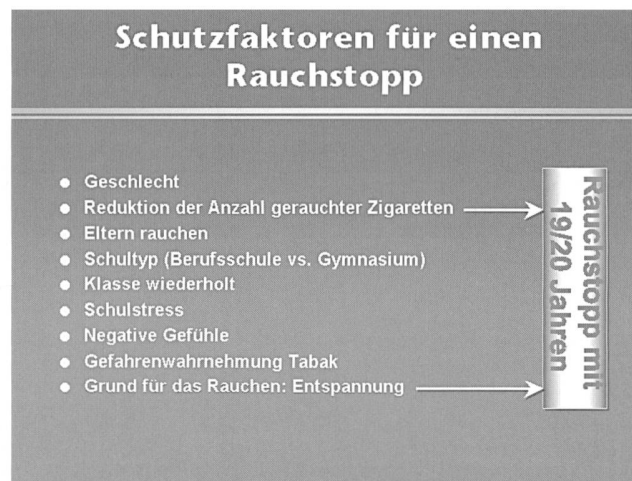 Schutzfaktoren für einen
Rauchstopp
Geschlecht
Reduktion der Anzahl gerauchter Zigaretten
Eltern rauchen
Schultyp (Berufsschule vs. Gymnasium)
Klasse wiederholt
Schulstress
Negative Gefühle
Gefahrenwahrnehmung Tabak
Grund für das Rauchen: Entspannung
Rauchstopp mit
19/20 Jahren